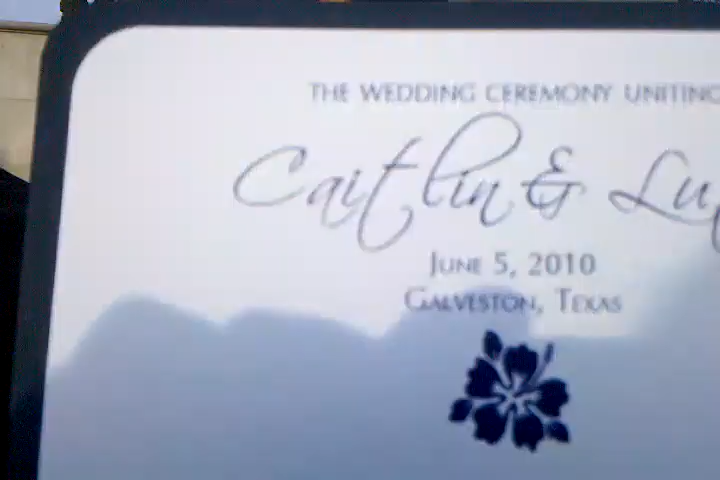 THE WEDDING CEREMONY UNITING
Caitlin &
JUNE 5, 2010
GALVESTON, TEXAS